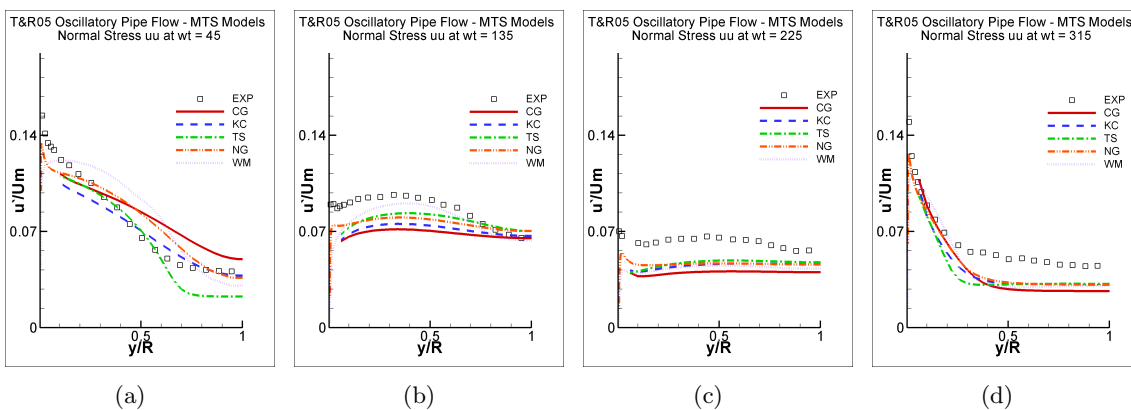 T&R05 Oscillatory Pipe Flow - MTS Models
Normal Stress uu at wt = 45
EXP
CG
KC
TS
NG
WM
0.14
0.07
0
0.5
1
u'/Um
y/R
(a)
T&R05 Oscillatory Pipe Flow - MTS Models
Normal Stress uu at wt = 135
EXP
CG
KC
TS
NG
WM
0.14
0.07
0
0.5
1
u'/Um
y/R
(b)
T&R05 Oscillatory Pipe Flow - MTS Models
Normal Stress uu at wt = 225
EXP
CG
KC
TS
NG
WM
0.14
0.07
0
0.5
1
u'/Um
y/R
(c)
T&R05 Oscillatory Pipe Flow - MTS Models
Normal Stress uu at wt = 315
EXP
CG
KC
TS
NG
WM
0.14
0.07
0
0.5
1
u'/Um
y/R
(d)